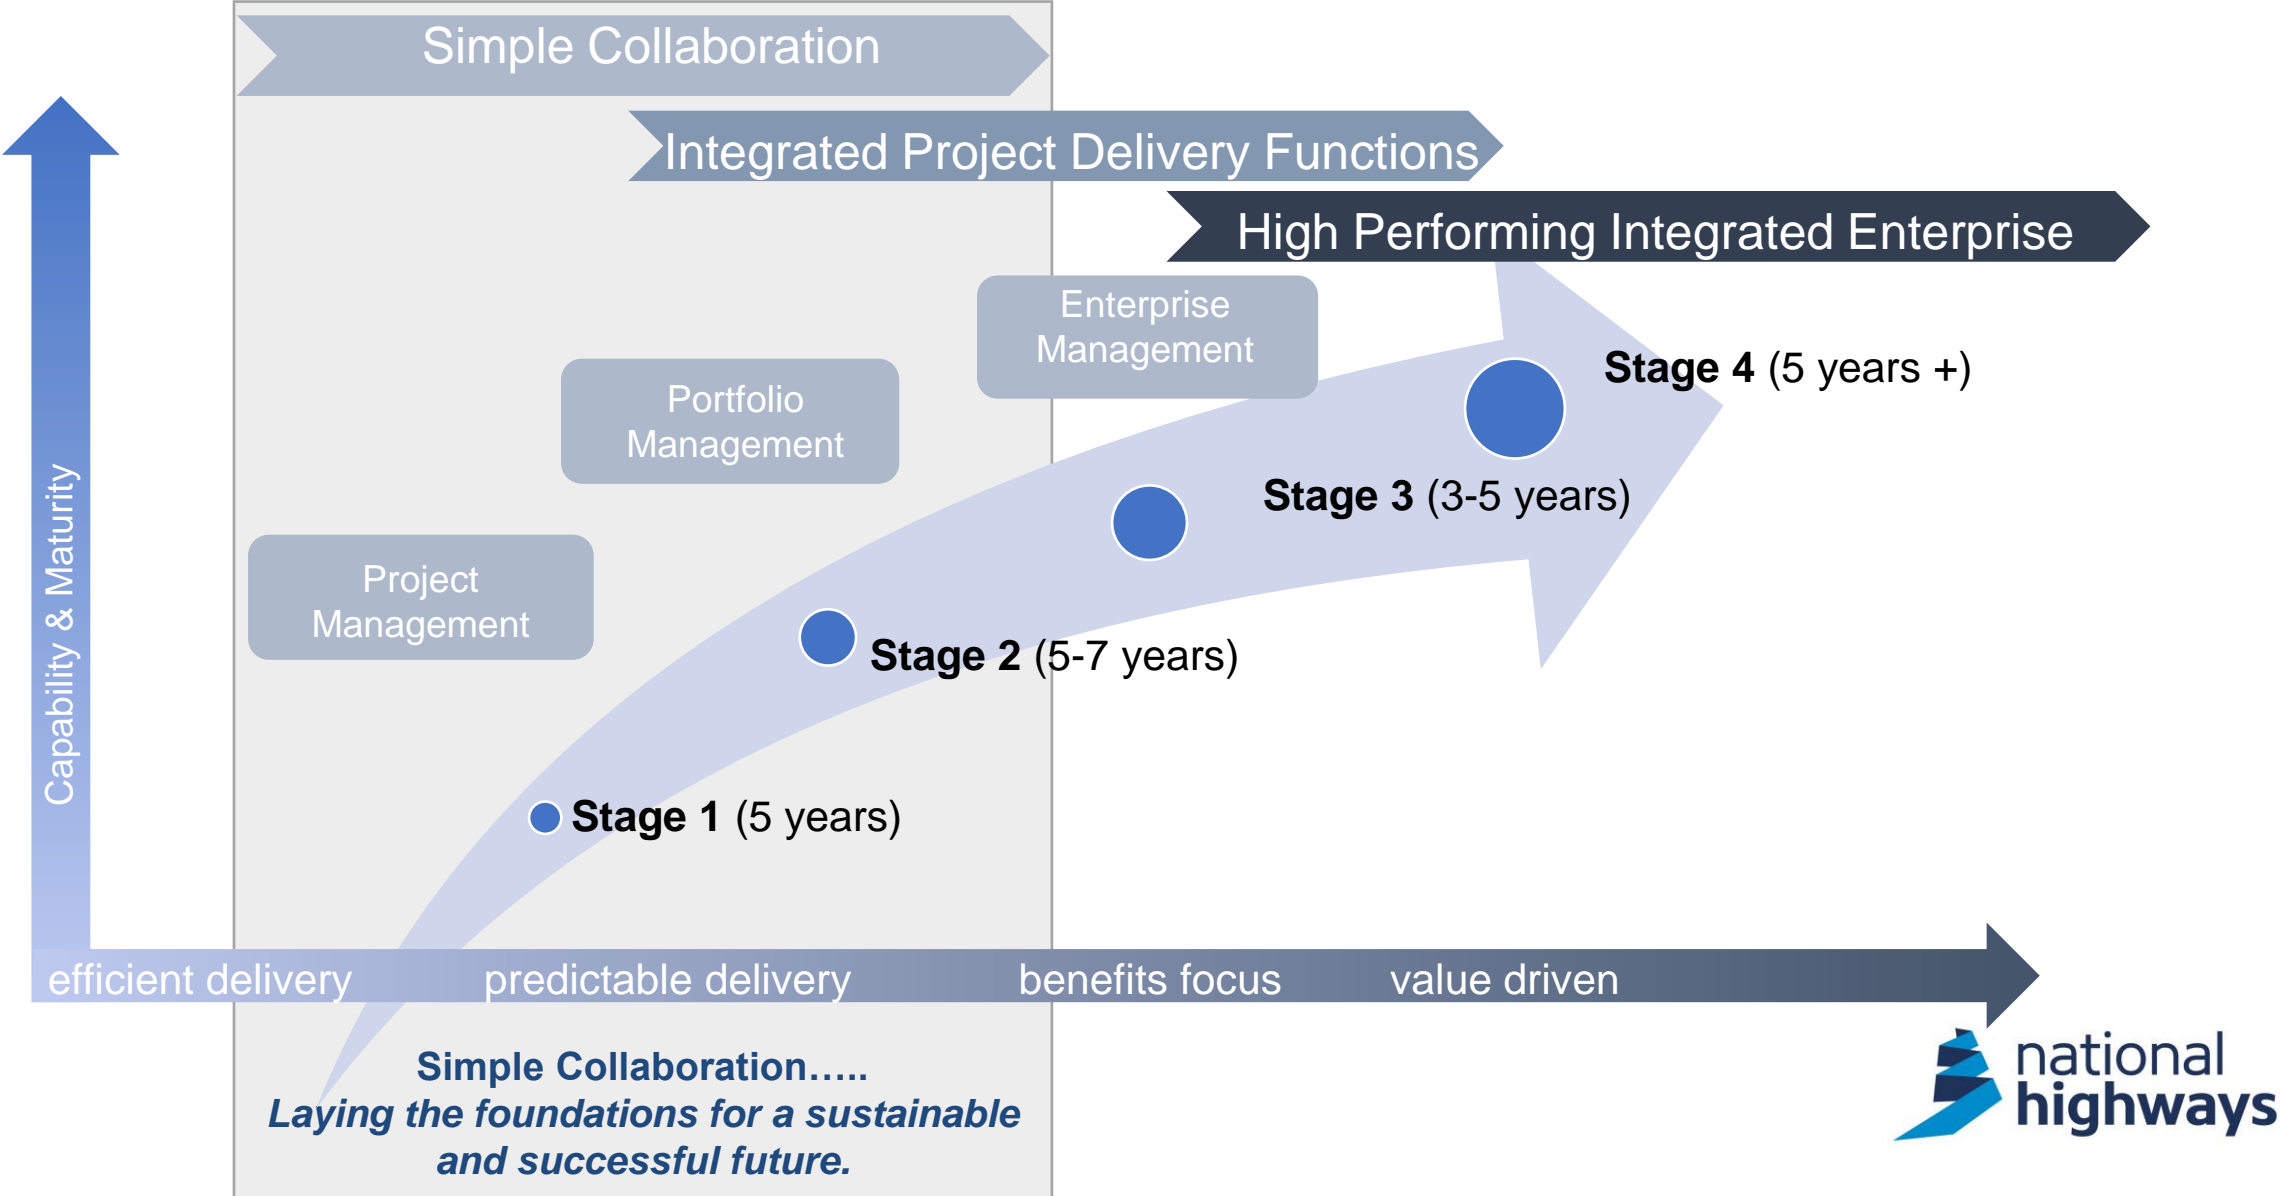 Simple Collaboration
Integrated Project Delivery Functions
High Performing Integrated Enterprise
Enterprise
Management
Portfolio
Management
Project
Management
Stage 4 (5 years +)
Stage 3 (3-5 years)
Stage 2 (5-7 years)
Stage 1 (5 years)
Capability & Maturity
efficient delivery
predictable delivery
benefits focus
value driven
Simple Collaboration…..
Laying the foundations for a sustainable
and successful future.
national
highways